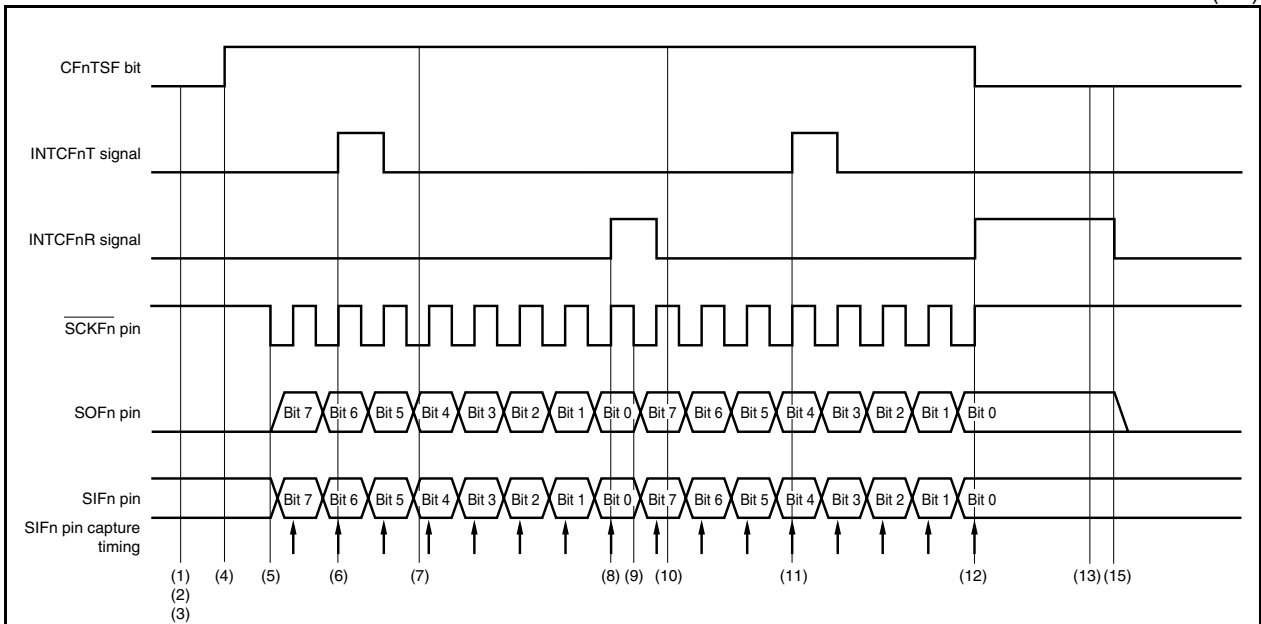 CFnTSF bit
INTCFnT signal
INTCFnR signal
SCKFn pin
SOFn pin
Bit 7 Bit 6 Bit 5 Bit 4 Bit 3 Bit 2 Bit 1 Bit 0 Bit 7 Bit 6 Bit 5 Bit 4 Bit 3 Bit 2 Bit 1 Bit 0
SIFn pin
Bit 7 Bit 6 Bit 5 Bit 4 Bit 3 Bit 2 Bit 1 Bit 0 Bit 7 Bit 6 Bit 5 Bit 4 Bit 3 Bit 2 Bit 1 Bit 0
SIFn pin capture
timing
(1) (4) (5) (6) (7) (8) (9) (10) (11) (12) (13) (15)
(2)
(3)